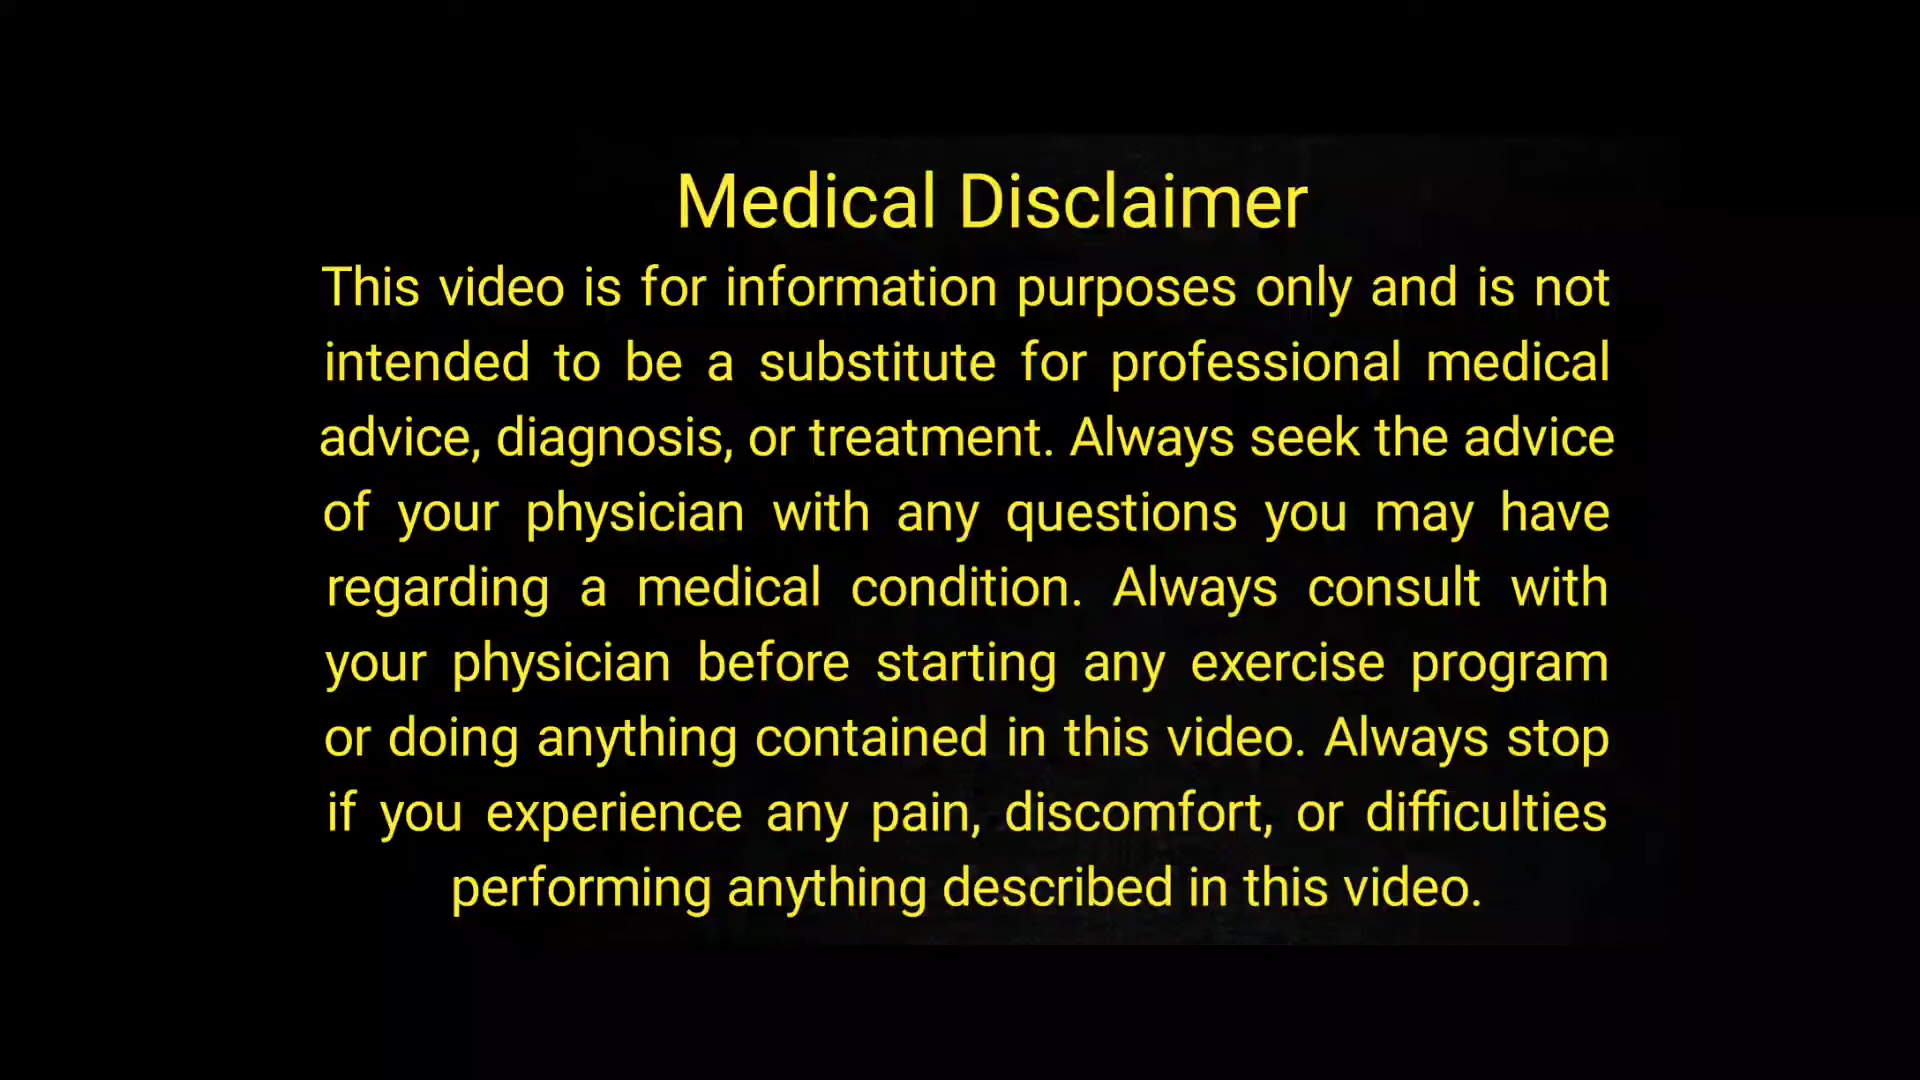 Medical Disclaimer
This video is for information purposes only and is not
intended to be a substitute for professional medical
advice, diagnosis, or treatment. Always seek the advice
of your physician with any questions you may have
regarding a medical condition. Always consult with
your physician before starting any exercise program
or doing anything contained in this video. Always stop
if you experience any pain, discomfort, or difficulties
performing anything described in this video.